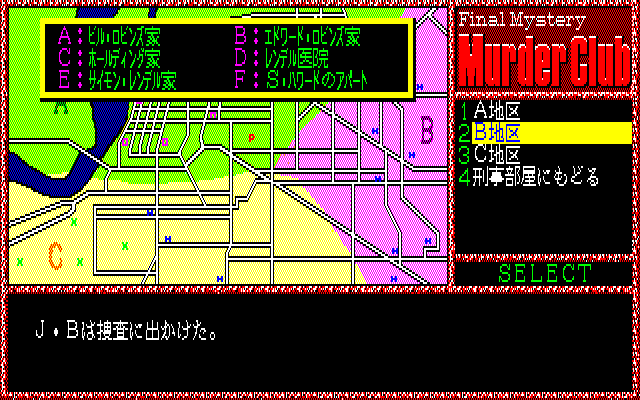 A：ビル・ロビンズ家 B：エドワード・ロビンズ家
C：ホールディング家 D：レンデル医院
E：サイモン・レンデル家 F：S・ハワードのアパート
Final Mystery
Murder Club
1 A地区
2 B地区
3 C地区
4 刑事部屋にもどる
SELECT
A
B
C
P
H
H
H
H
H
H
H
H
H
X
X
X
X
J・Bは捜査に出かけた。